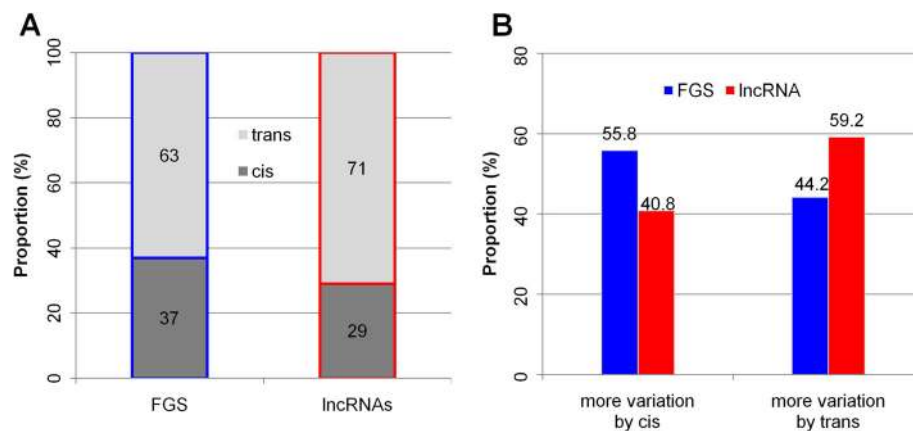 A
Proportion (%)
100
80
60
40
20
0
63
37
71
29
trans
cis
FGS
lncRNAs
B
Proportion (%)
80
60
40
20
0
FGS
lncRNA
55.8
40.8
44.2
59.2
more variation
by cis
more variation
by trans